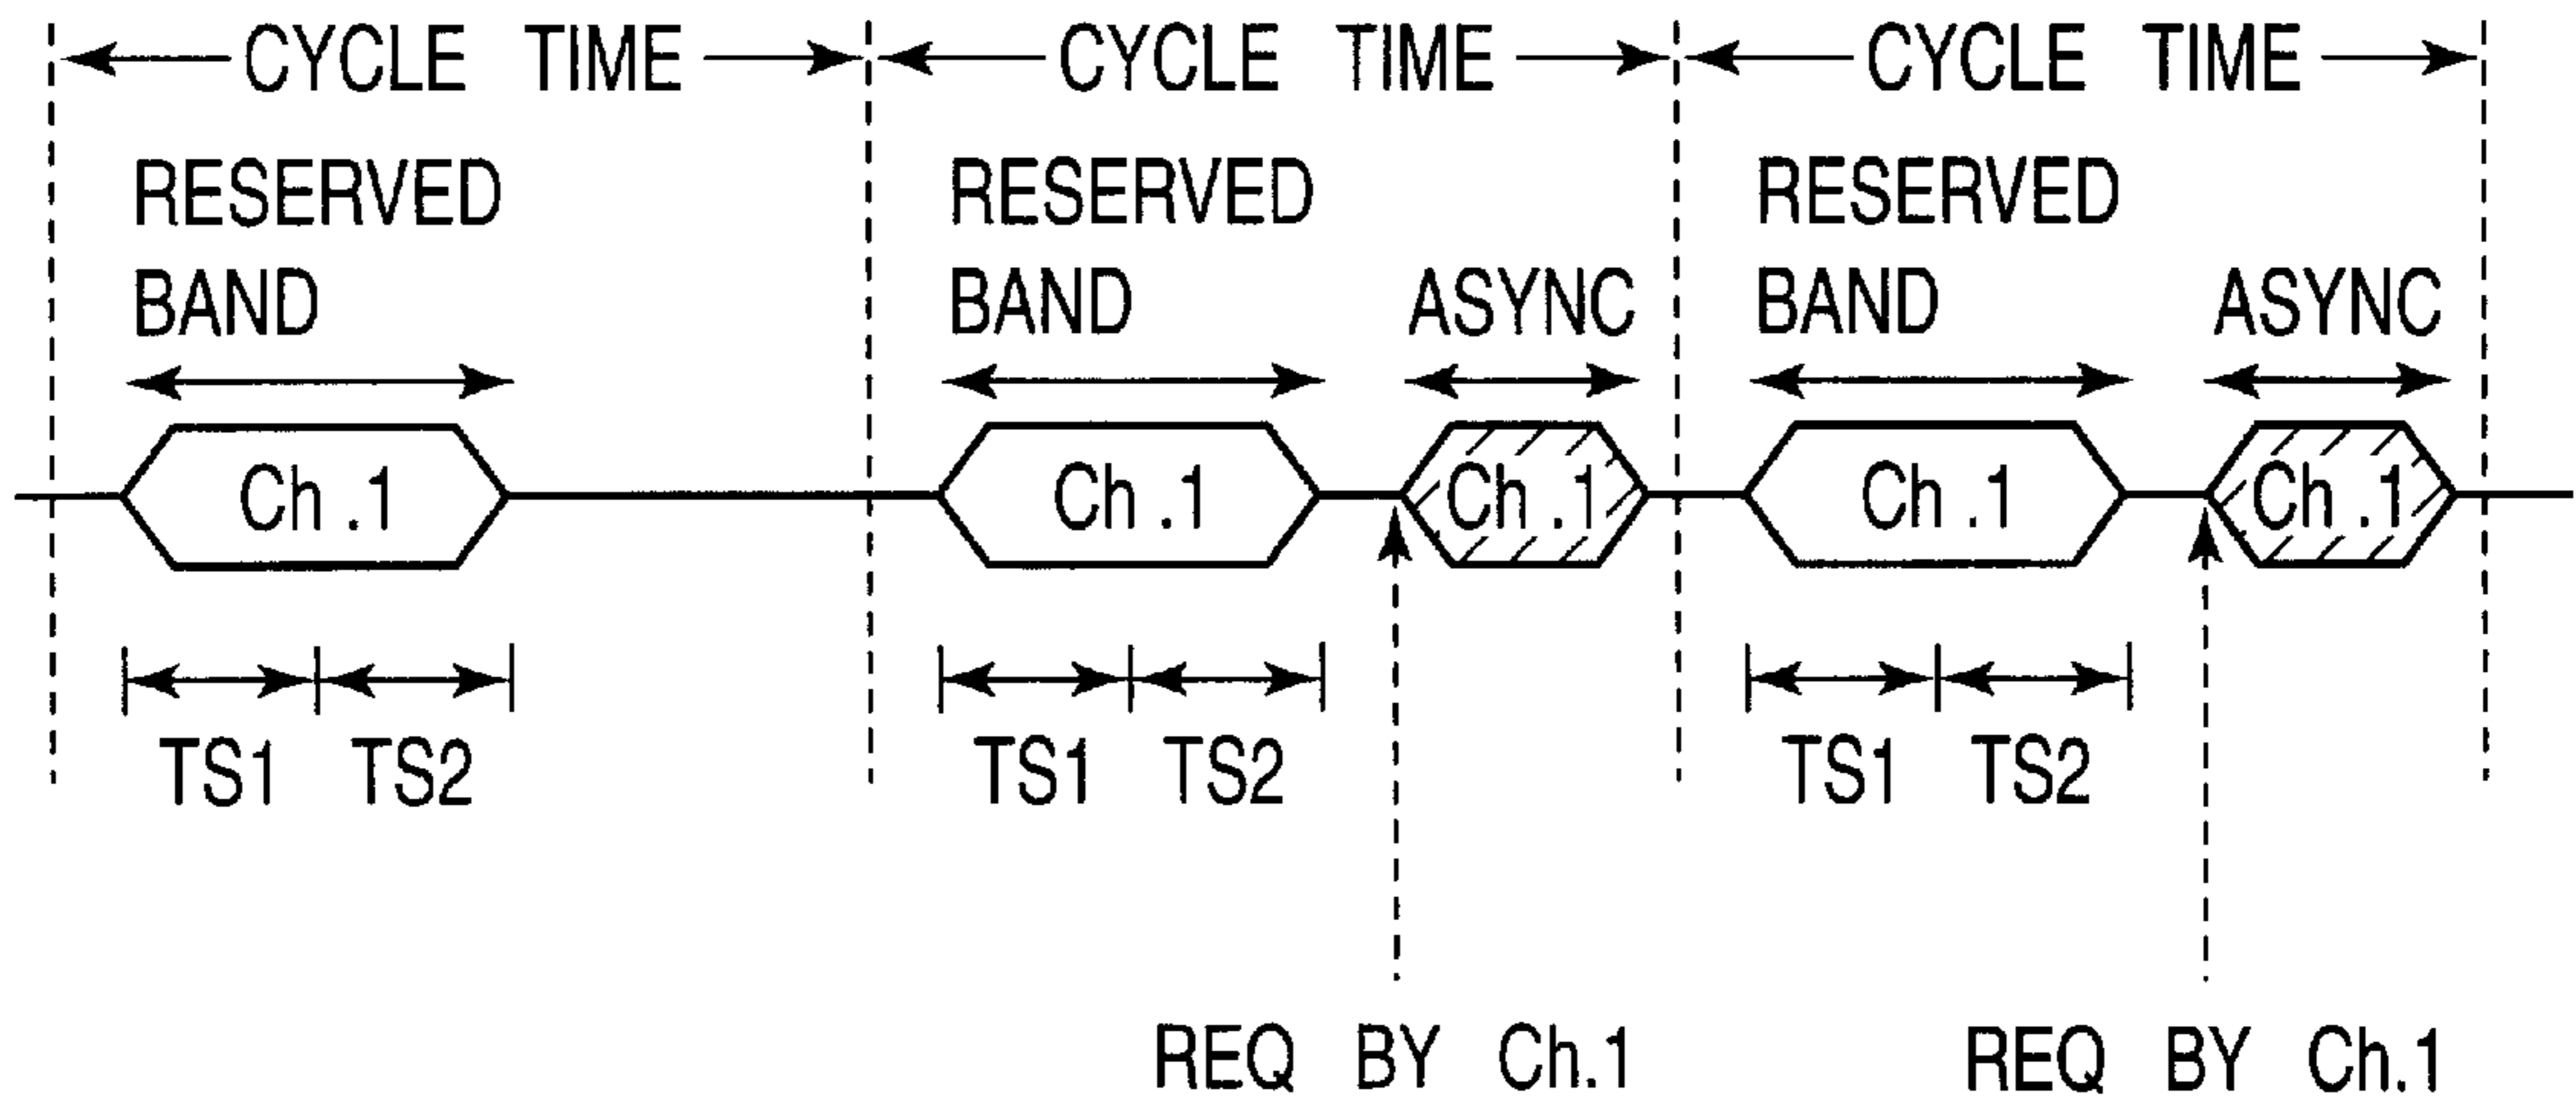 CYCLE TIME CYCLE TIME CYCLE TIME
RESERVED RESERVED RESERVED
BAND BAND ASYNC BAND ASYNC
Ch .1 Ch .1 Ch .1 Ch .1 Ch .1
TS1 TS2 TS1 TS2 TS1 TS2
REQ BY Ch.1 REQ BY Ch.1